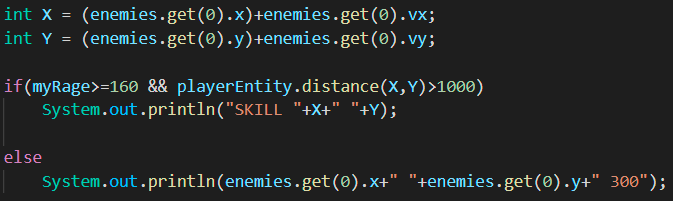 int X = (enemies.get(0).x)+enemies.get(0).vx;
int Y = (enemies.get(0).y)+enemies.get(0).vy;
if(myRage>=160 && playerEntity.distance(X,Y)>1000)
System.out.println("SKILL "+X+" "+Y);
else
System.out.println(enemies.get(0).x+" "+enemies.get(0).y+" 300");